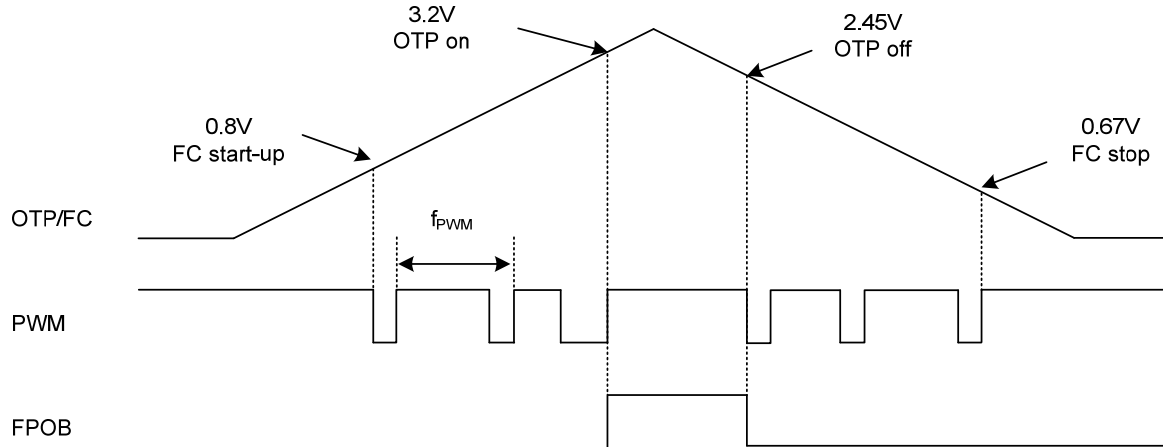 3.2V
OTP on
2.45V
OTP off
0.8V
FC start-up
0.67V
FC stop
OTP/FC
fPWM
PWM
FPOB